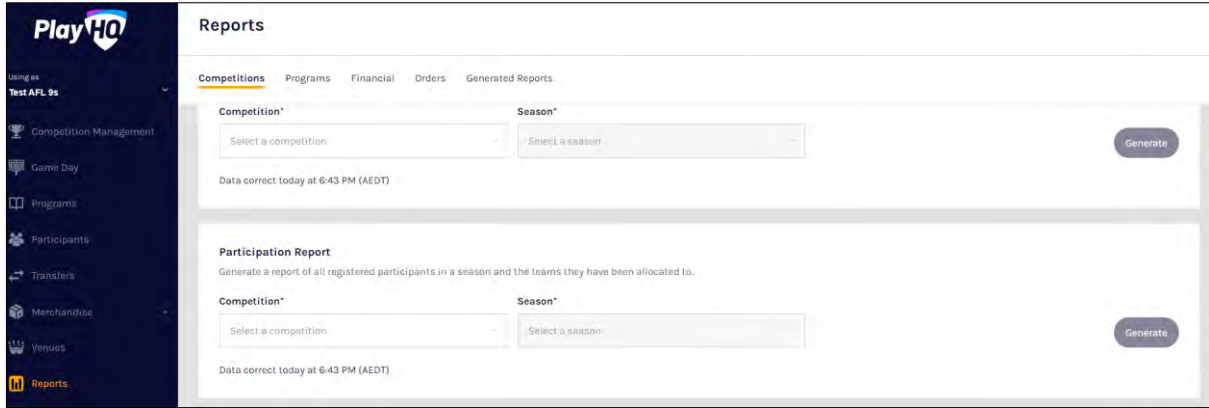 PlayHQ
Reports
Using as
Test AFL 9s
Competitions Programs Financial Orders Generated Reports
Competition* Season*
Select a competition Select a season
Generate
Data correct today at 6:43 PM (AEDT)
Competition Management
Game Day
Programs
Participants
Transfers
Merchandise
Venues
Reports
Participation Report
Generate a report of all registered participants in a season and the teams they have been allocated to.
Competition* Season*
Select a competition Select a season
Generate
Data correct today at 6:43 PM (AEDT)